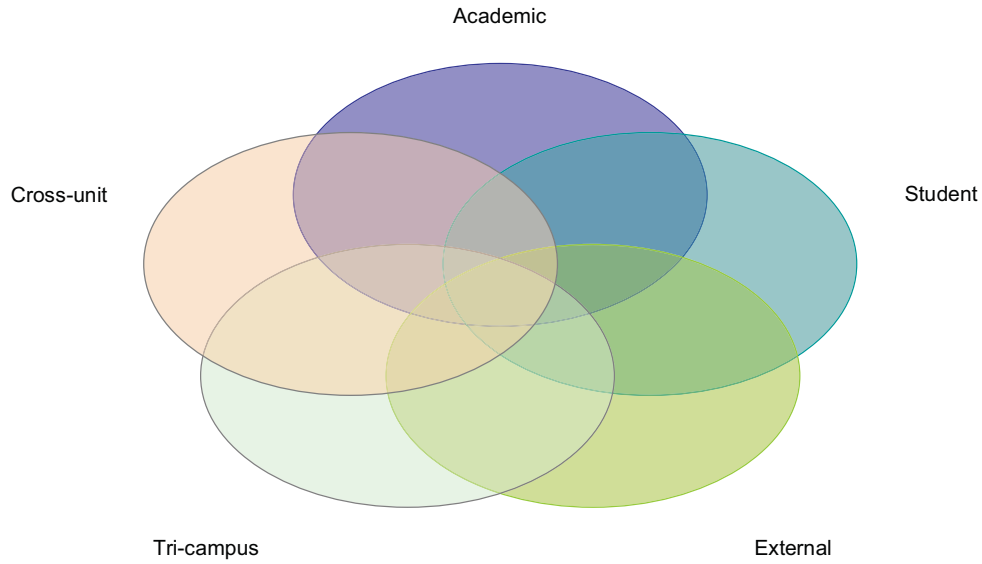 Academic
Cross-unit
Student
Tri-campus
External